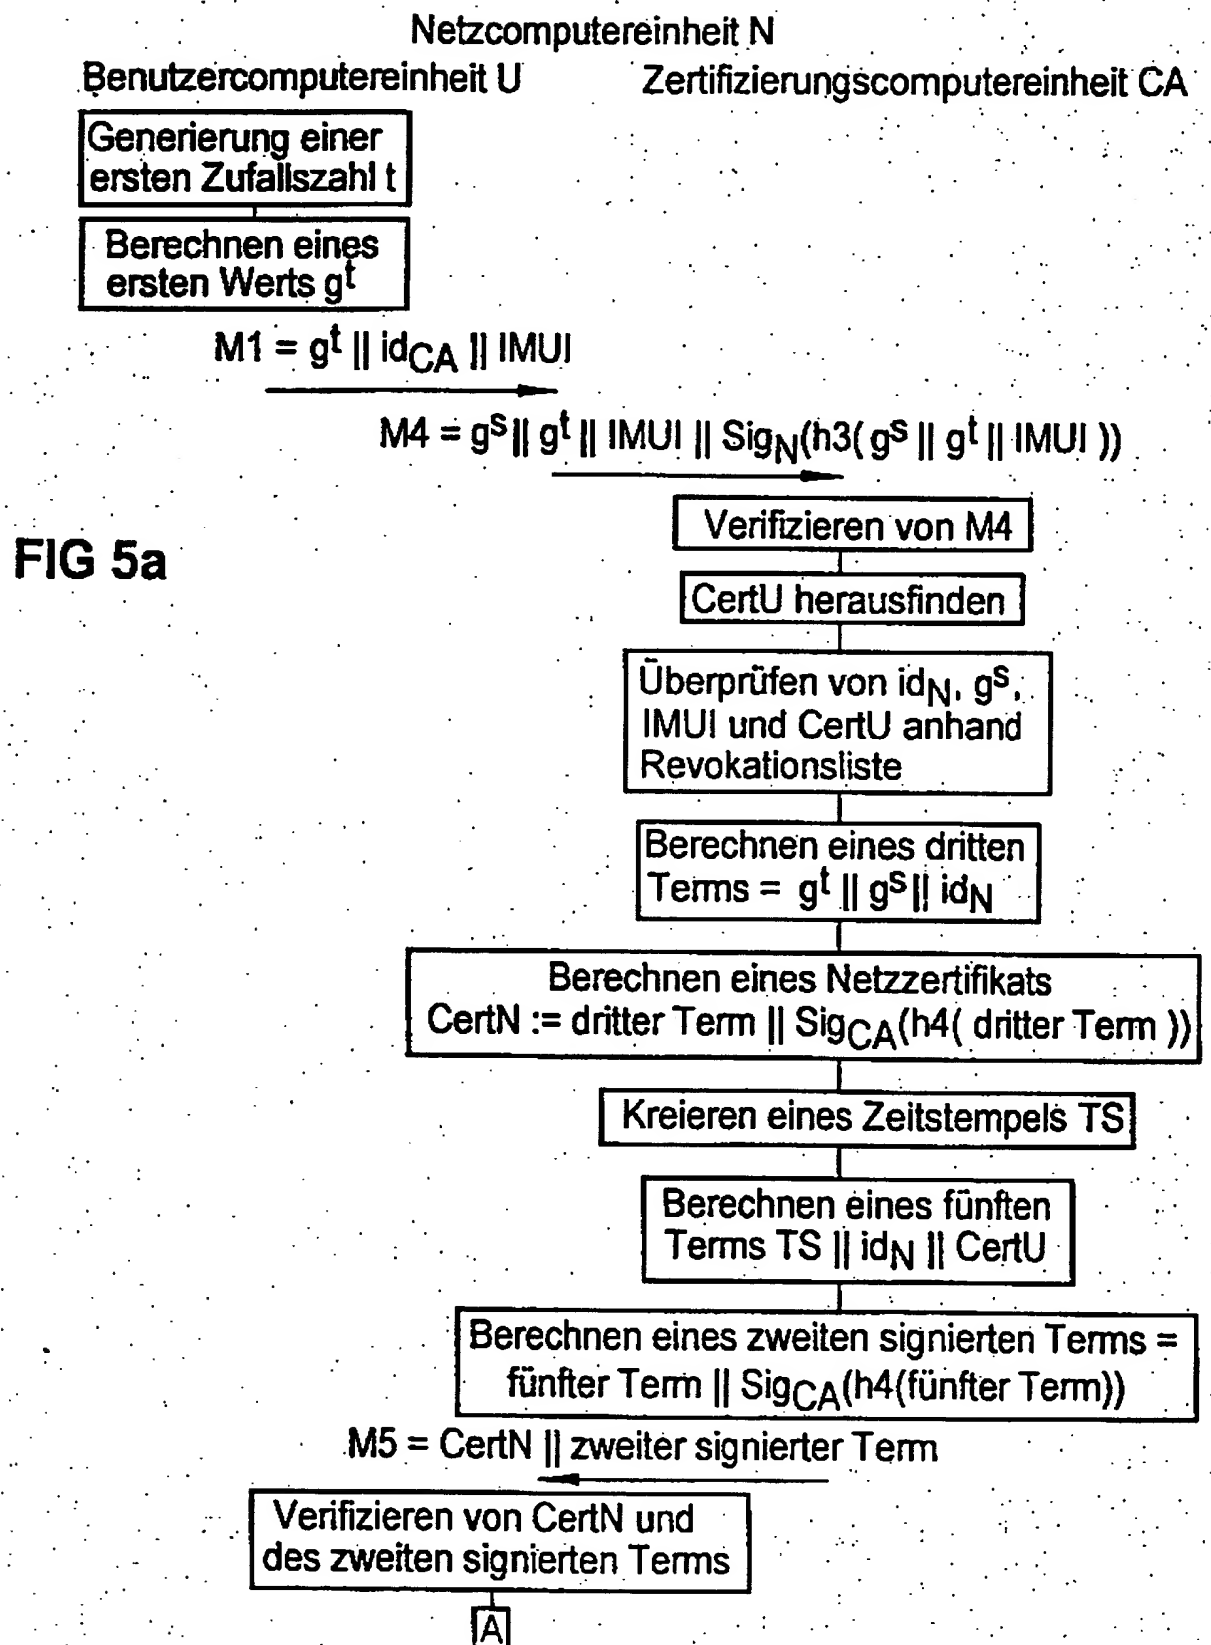 Netzcomputereinheit N
Benutzercomputereinheit U
Zertifizierungscomputereinheit CA
Generierung einer
ersten Zufallszahl t
Berechnen eines
ersten Werts g^t
M1 = g^t || id_CA || IMUI
M4 = g^s || g^t || IMUI || Sig_N(h3( g^s || g^t || IMUI ))
Verifizieren von M4
FIG 5a
CertU herausfinden
Überprüfen von id_N, g^s,
IMUI und CertU anhand
Revokationsliste
Berechnen eines dritten
Terms = g^t || g^s || id_N
Berechnen eines Netzzertifikats
CertN := dritter Term || Sig_CA(h4( dritter Term ))
Kreieren eines Zeitstempels TS
Berechnen eines fünften
Terms TS || id_N || CertU
Berechnen eines zweiten signierten Terms =
fünfter Term || Sig_CA(h4(fünfter Term))
M5 = CertN || zweiter signierter Term
Verifizieren von CertN und
des zweiten signierten Terms
A